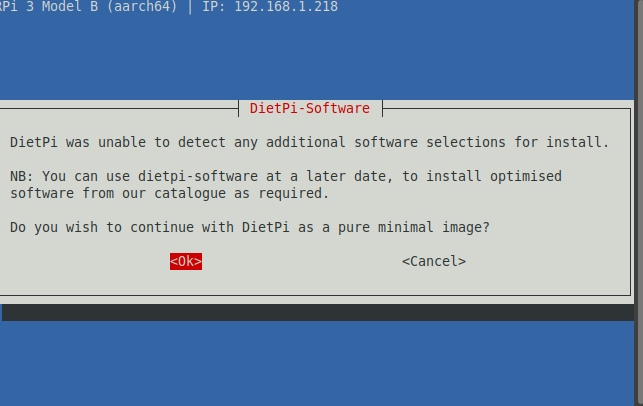 RPi 3 Model B (aarch64) | IP: 192.168.1.218
DietPi-Software
DietPi was unable to detect any additional software selections for install.
NB: You can use dietpi-software at a later date, to install optimised
software from our catalogue as required.
Do you wish to continue with DietPi as a pure minimal image?
<Ok> <Cancel>